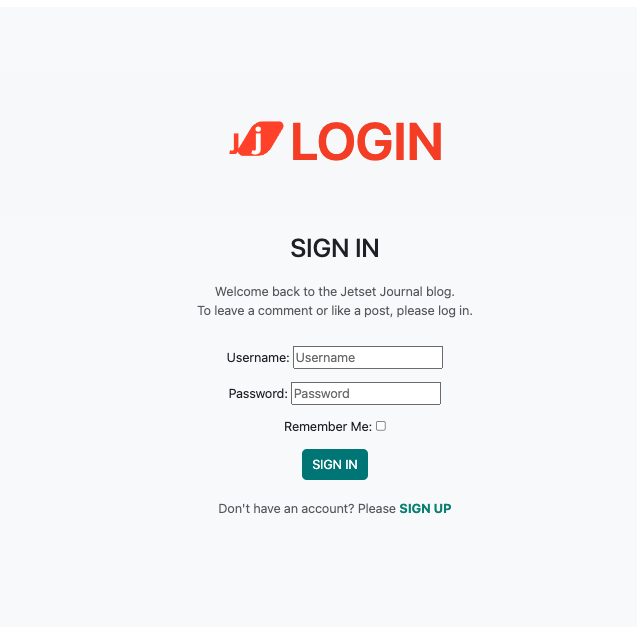 Jj LOGIN
SIGN IN
Welcome back to the Jetset Journal blog.
To leave a comment or like a post, please log in.
Username: Username
Password: Password
Remember Me:
SIGN IN
Don't have an account? Please SIGN UP